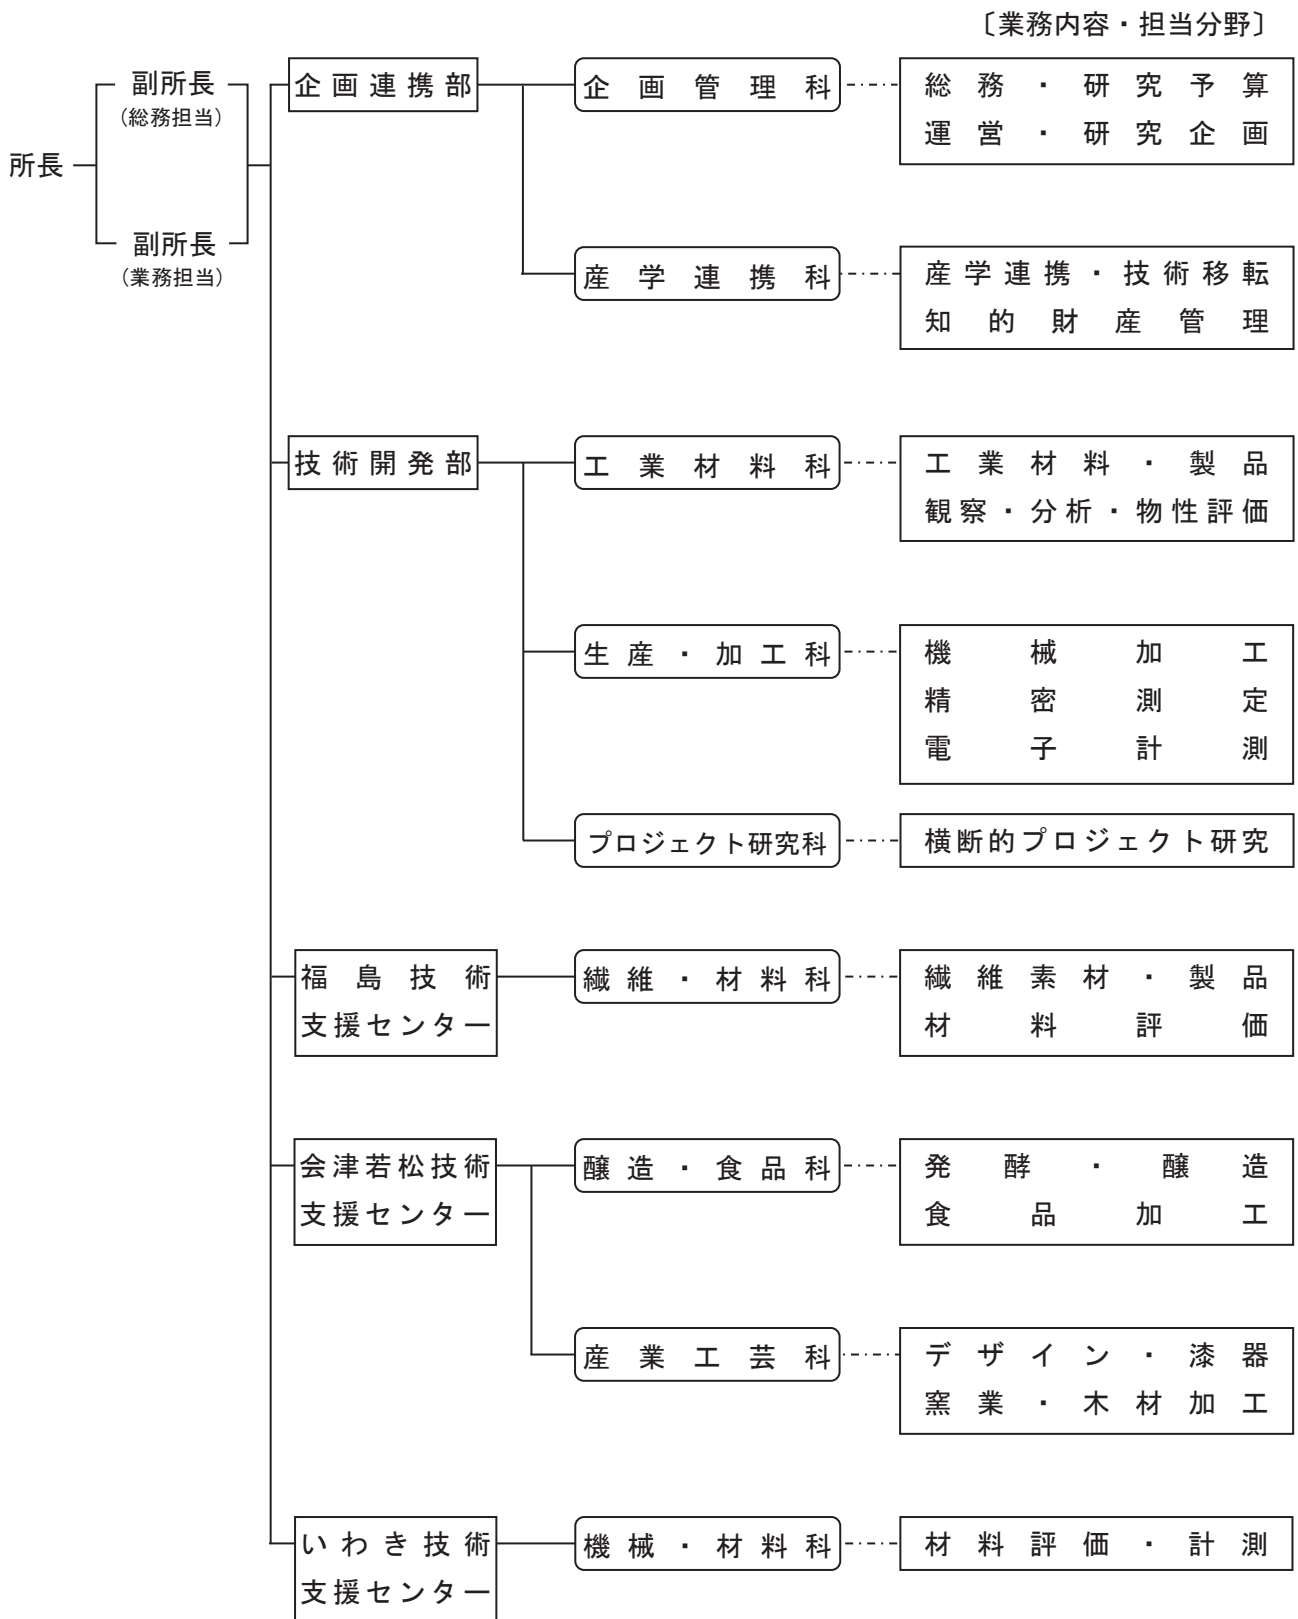 〔業務内容・担当分野〕
所長
副所長
（総務担当）
副所長
（業務担当）
企画連携部
企画管理科
総務・研究予算
運営・研究企画
産学連携科
産学連携・技術移転
知的財産管理
技術開発部
工業材料科
工業材料・製品
観察・分析・物性評価
生産・加工科
機械加工
精密測定
電子計測
プロジェクト研究科
横断的プロジェクト研究
福島技術
支援センター
繊維・材料科
繊維素材・製品
材料評価
会津若松技術
支援センター
醸造・食品科
発酵・醸造
食品加工
産業工芸科
デザイン・漆器
窯業・木材加工
いわき技術
支援センター
機械・材料科
材料評価・計測